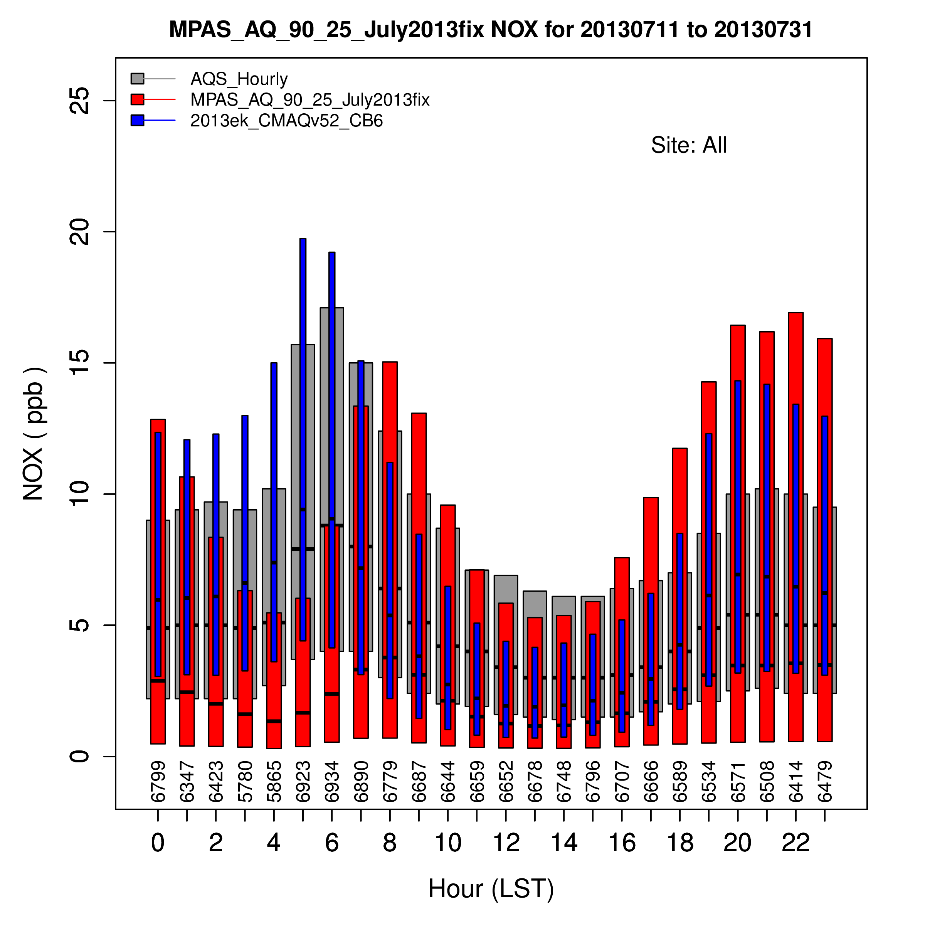 MPAS_AQ_90_25_July2013fix NOX for 20130711 to 20130731
AQS_Hourly
MPAS_AQ_90_25_July2013fix
2013ek_CMAQv52_CB6
Site: All
NOX ( ppb )
25
20
15
10
5
0
6799 6347 6423 5780 5865 6923 6934 6890 6779 6687 6644 6659 6652 6678 6748 6796 6707 6666 6589 6534 6571 6508 6414 6479
0 2 4 6 8 10 12 14 16 18 20 22
Hour (LST)